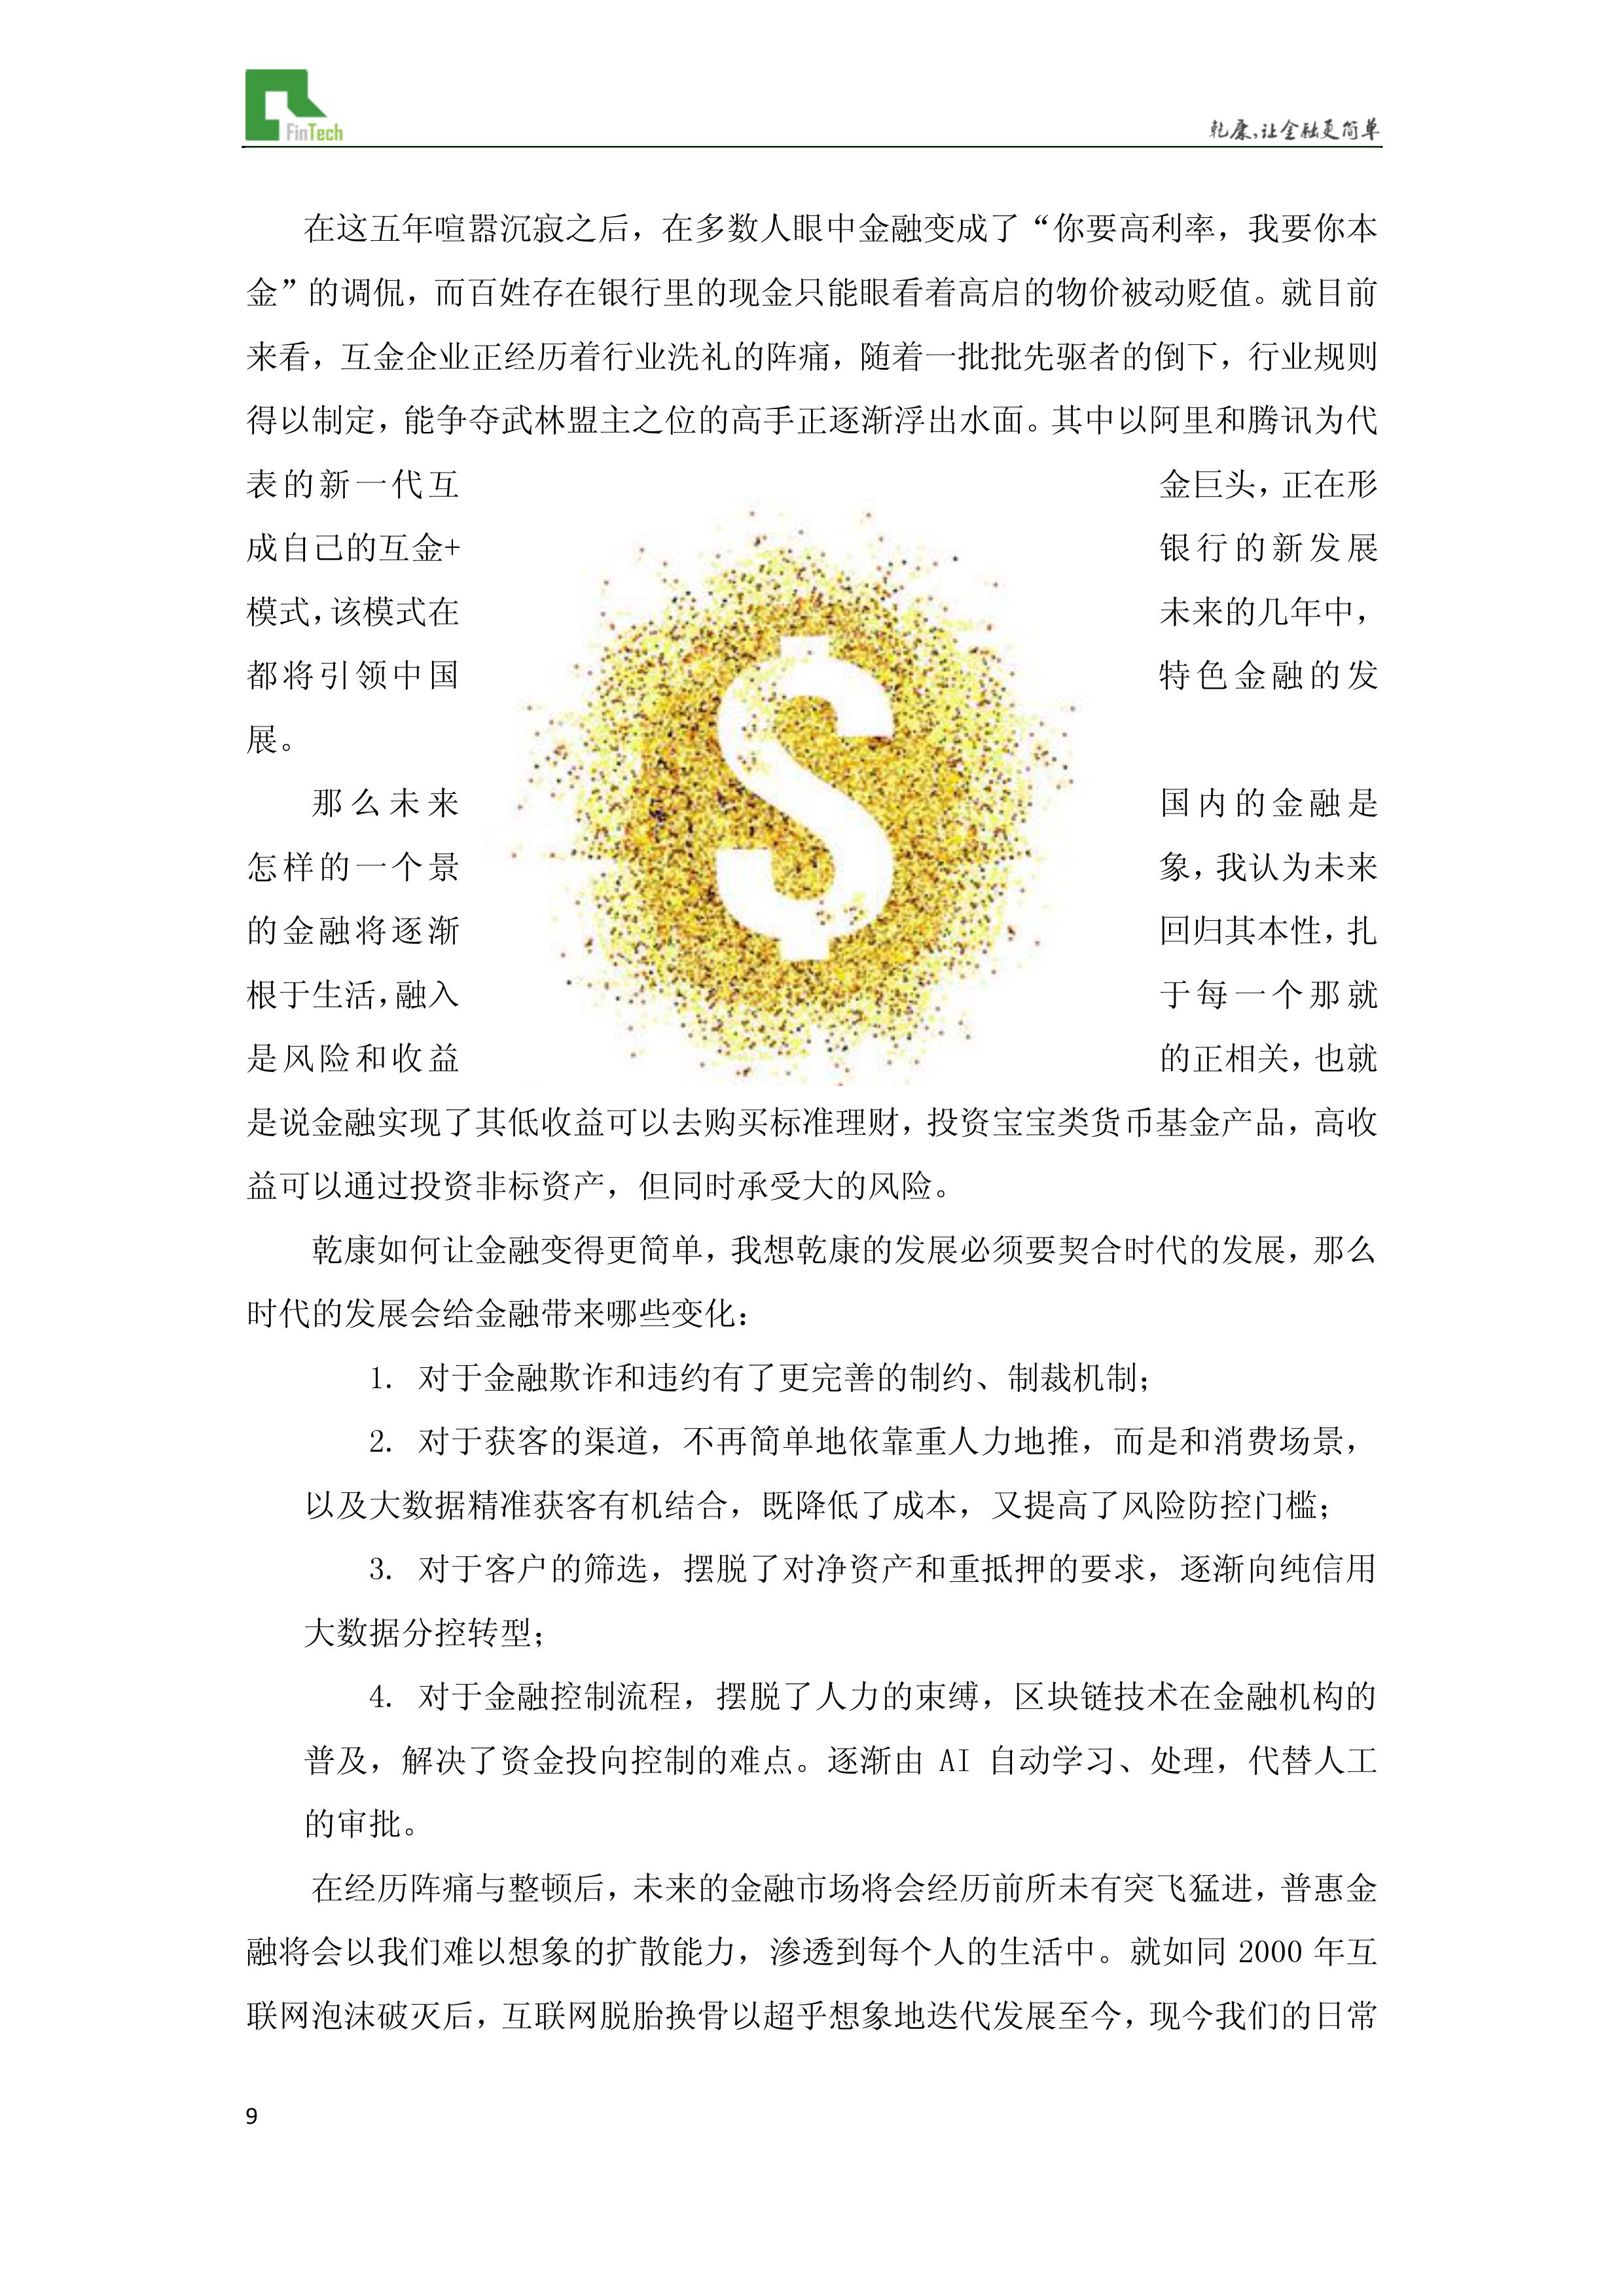 FinTech
乾康,让金融更简单
在这五年喧嚣沉寂之后，在多数人眼中金融变成了“你要高利率，我要你本
金”的调侃，而百姓存在银行里的现金只能眼看着高启的物价被动贬值。就目前
来看，互金企业正经历着行业洗礼的阵痛，随着一批批先驱者的倒下，行业规则
得以制定，能争夺武林盟主之位的高手正逐渐浮出水面。其中以阿里和腾讯为代
表的新一代互金巨头，正在形
成自己的互金+银行的新发展
模式，该模式在未来的几年中，
都将引领中国特色金融的发
展。
那么未来国内的金融是
怎样的一个景象，我认为未来
的金融将逐渐回归其本性，扎
根于生活，融入于每一个那就
是风险和收益的正相关，也就
是说金融实现了其低收益可以去购买标准理财，投资宝宝类货币基金产品，高收
益可以通过投资非标资产，但同时承受大的风险。
乾康如何让金融变得更简单，我想乾康的发展必须要契合时代的发展，那么
时代的发展会给金融带来哪些变化：
1. 对于金融欺诈和违约有了更完善的制约、制裁机制；
2. 对于获客的渠道，不再简单地依靠重人力地推，而是和消费场景，
以及大数据精准获客有机结合，既降低了成本，又提高了风险防控门槛；
3. 对于客户的筛选，摆脱了对净资产和重抵押的要求，逐渐向纯信用
大数据分控转型；
4. 对于金融控制流程，摆脱了人力的束缚，区块链技术在金融机构的
普及，解决了资金投向控制的难点。逐渐由 AI 自动学习、处理，代替人工
的审批。
在经历阵痛与整顿后，未来的金融市场将会经历前所未有突飞猛进，普惠金
融将会以我们难以想象的扩散能力，渗透到每个人的生活中。就如同 2000 年互
联网泡沫破灭后，互联网脱胎换骨以超乎想象地迭代发展至今，现今我们的日常
9